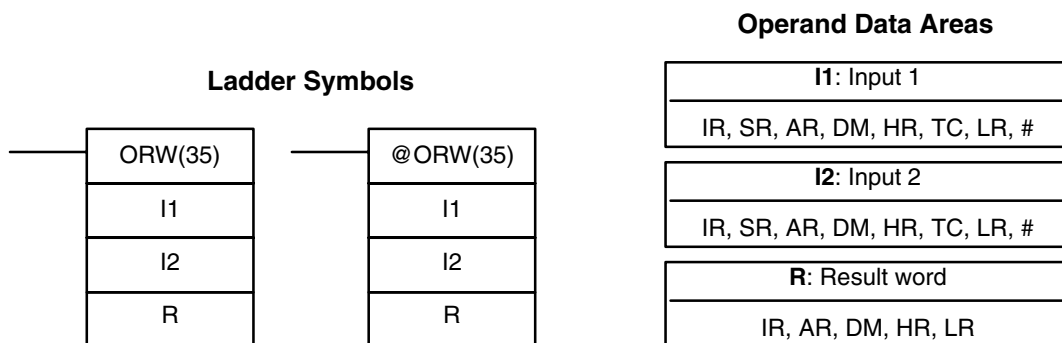 Ladder Symbols
ORW(35)
I1
I2
R
@ORW(35)
I1
I2
R
Operand Data Areas
I1: Input 1
IR, SR, AR, DM, HR, TC, LR, #
I2: Input 2
IR, SR, AR, DM, HR, TC, LR, #
R: Result word
IR, AR, DM, HR, LR